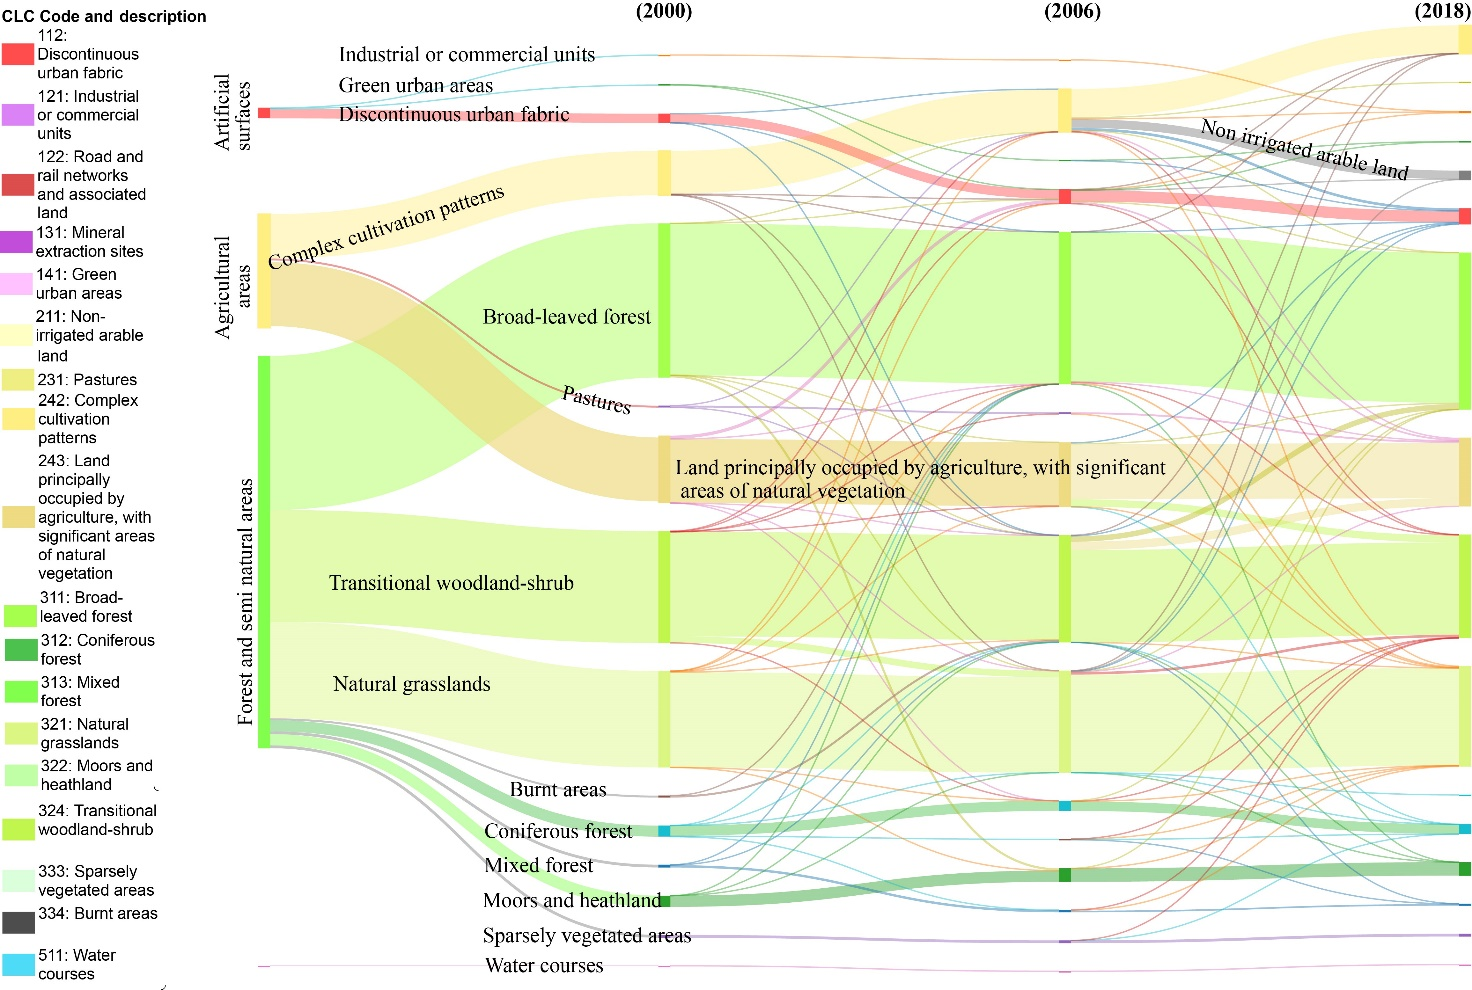 CLC Code and description
112:
Discontinuous
urban fabric
121: Industrial
or commercial
units
122: Road and
rail networks
and associated
land
131: Mineral
extraction sites
141: Green
urban areas
211: Non-
irrigated arable
land
231: Pastures
242: Complex
cultivation
patterns
243: Land
principally
occupied by
agriculture, with
significant areas
of natural
vegetation
311: Broad-
leaved forest
312: Coniferous
forest
313: Mixed
forest
321: Natural
grasslands
322: Moors and
heathland
324: Transitional
woodland-shrub
333: Sparsely
vegetated areas
334: Burnt areas
511: Water
courses
(2000)
(2006)
(2018)
Artificial
surfaces
Agricultural
areas
Forest and semi natural areas
Industrial or commercial units
Green urban areas
Discontinuous urban fabric
Non irrigated arable land
Complex cultivation patterns
Broad-leaved forest
Pastures
Land principally occupied by agriculture, with significant
areas of natural vegetation
Transitional woodland-shrub
Natural grasslands
Burnt areas
Coniferous forest
Mixed forest
Moors and heathland
Sparsely vegetated areas
Water courses